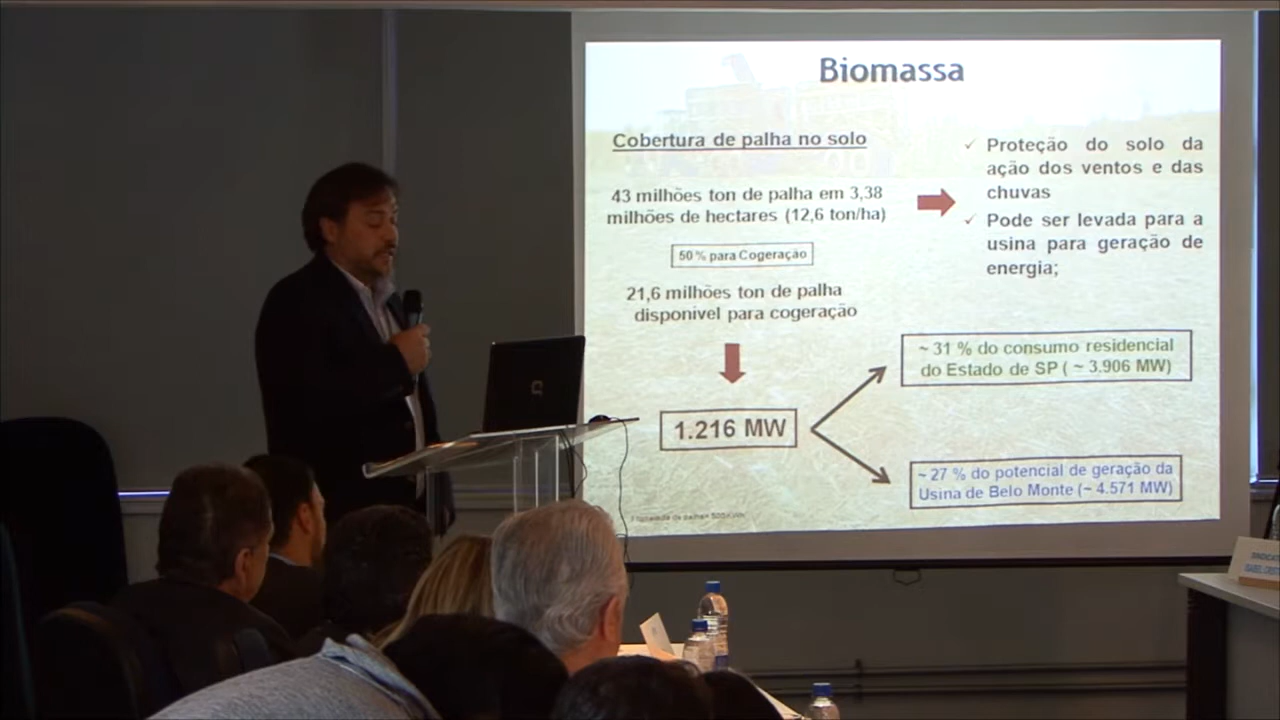 Biomassa
Cobertura de palha no solo
43 milhões ton de palha em 3,38
milhões de hectares (12,6 ton/ha)
50 % para Cogeração
21,6 milhões ton de palha
disponível para cogeração
1.216 MW
✓ Proteção do solo da
ação dos ventos e das
chuvas
✓ Pode ser levada para a
usina para geração de
energia;
~ 31 % do consumo residencial
do Estado de SP ( ~ 3.906 MW)
~ 27 % do potencial de geração da
Usina de Belo Monte (~ 4.571 MW)